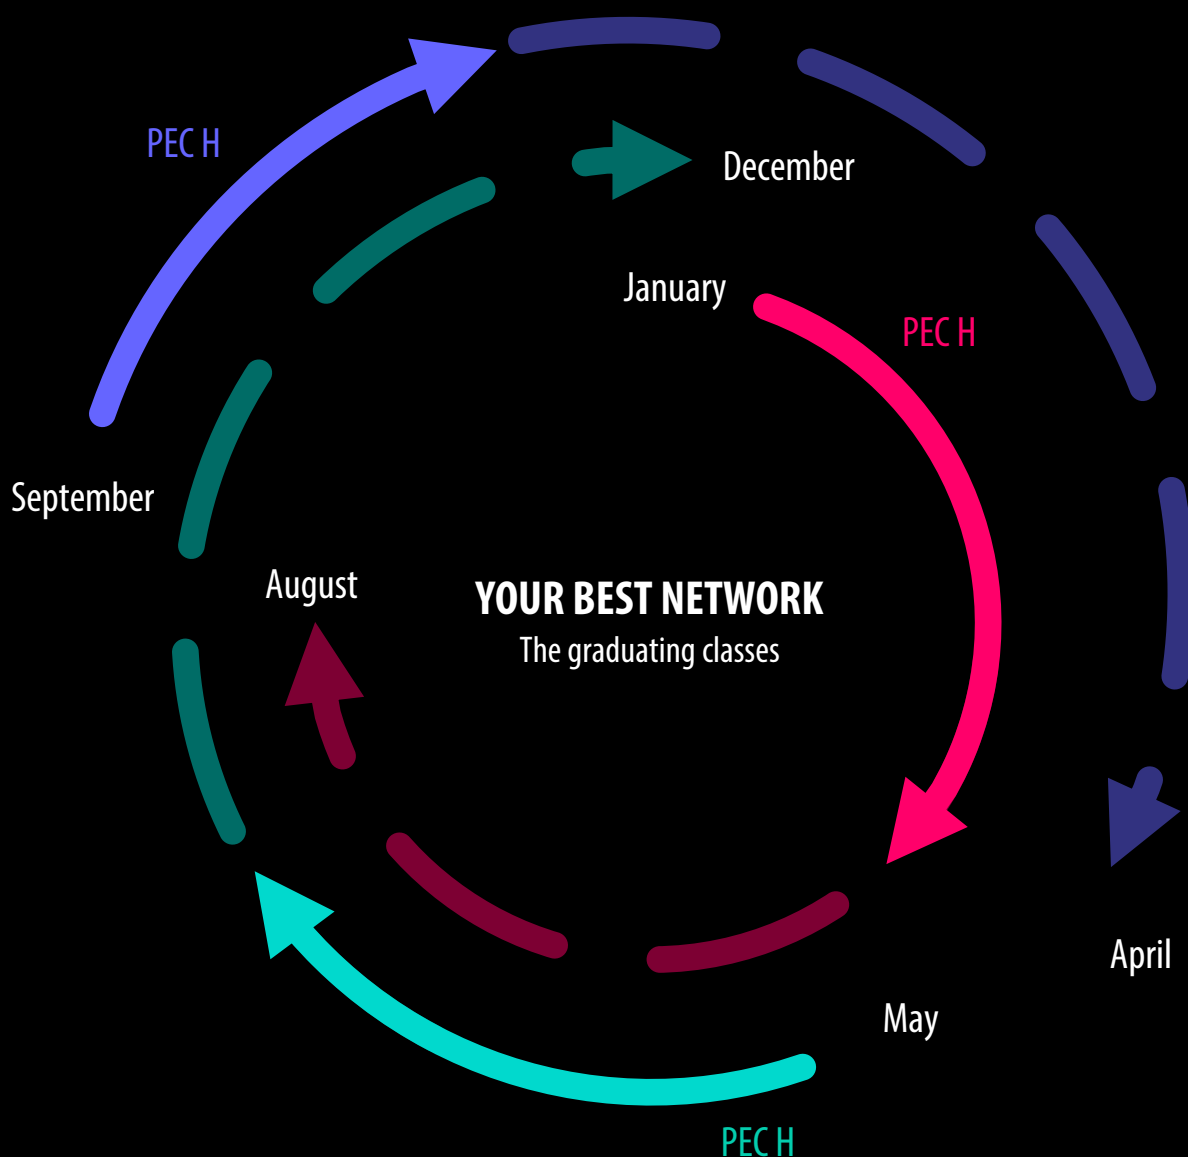 PEC H
December
January
PEC H
September
August
YOUR BEST NETWORK
The graduating classes
April
May
PEC H